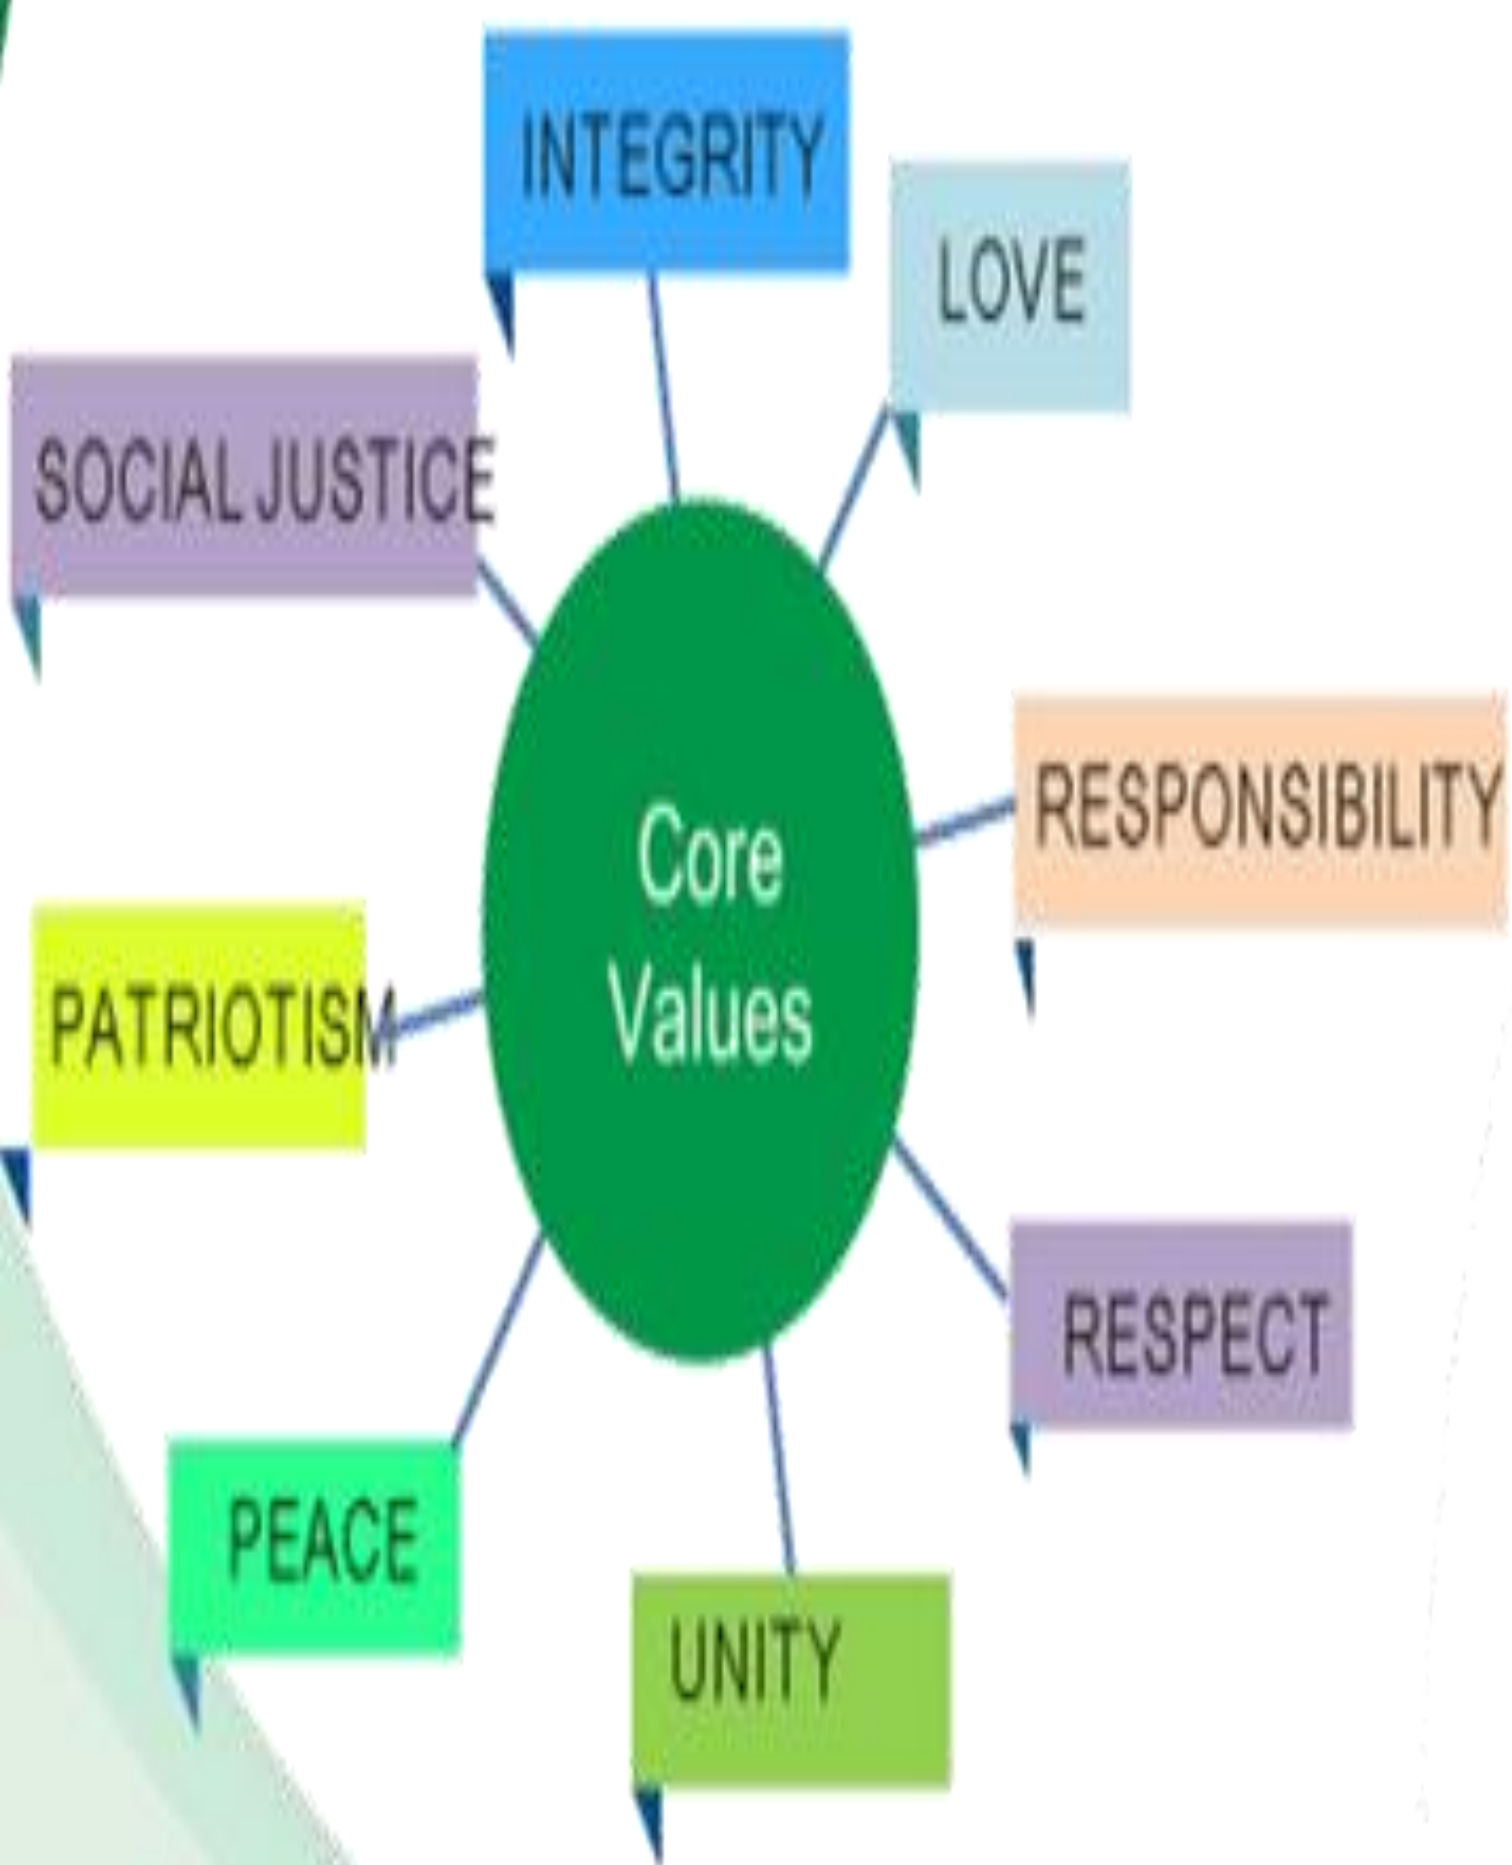 INTEGRITY
LOVE
SOCIAL JUSTICE
RESPONSIBILITY
Core
Values
PATRIOTISM
RESPECT
PEACE
UNITY